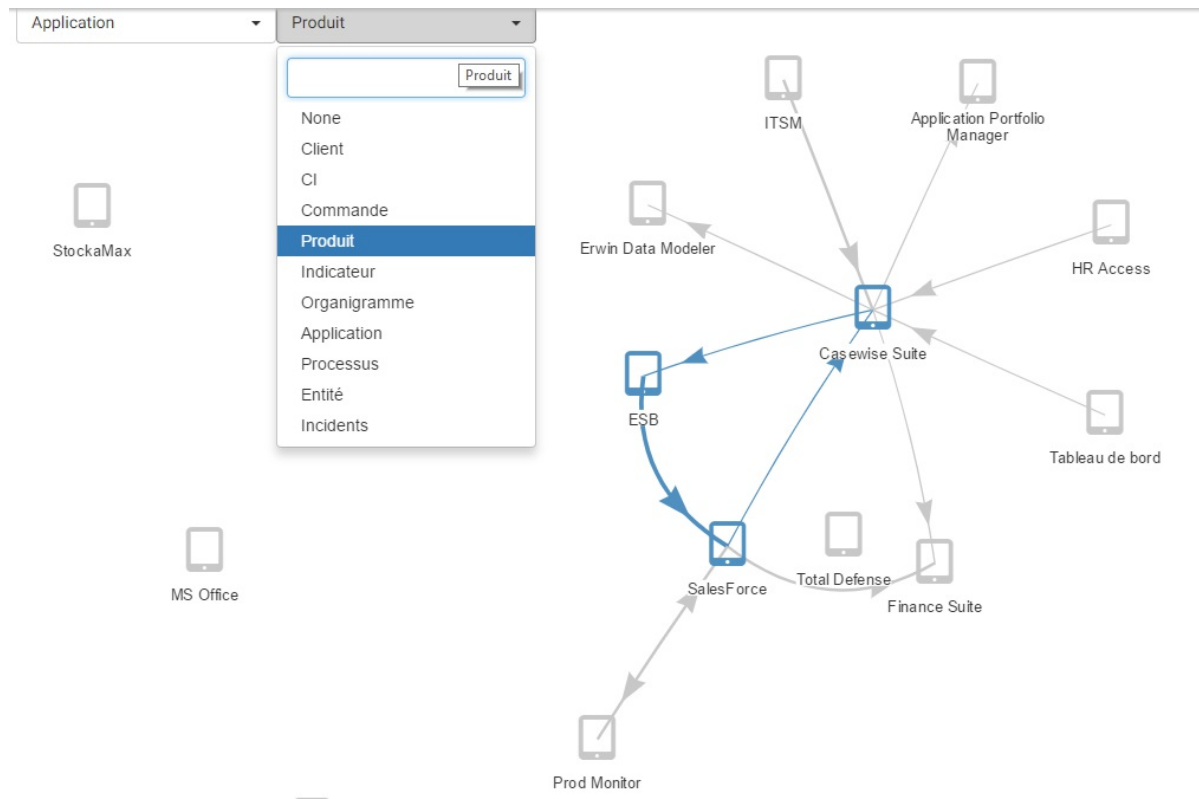 Application
Produit
Produit
None
Client
CI
Commande
Produit
Indicateur
Organigramme
Application
Processus
Entité
Incidents
StockaMax
MS Office
ITSM
Application Portfolio
Manager
Erwin Data Modeler
HR Access
Casewise Suite
ESB
Tableau de bord
SalesForce
Total Defense
Finance Suite
Prod Monitor